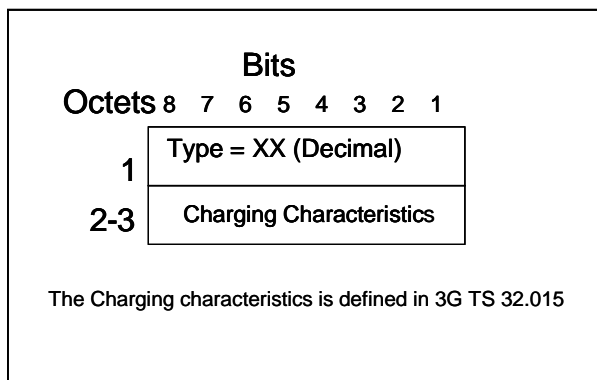 Bits
Octets 8 7 6 5 4 3 2 1
1 Type = XX (Decimal)
2-3 Charging Characteristics
The Charging characteristics is defined in 3G TS 32.015